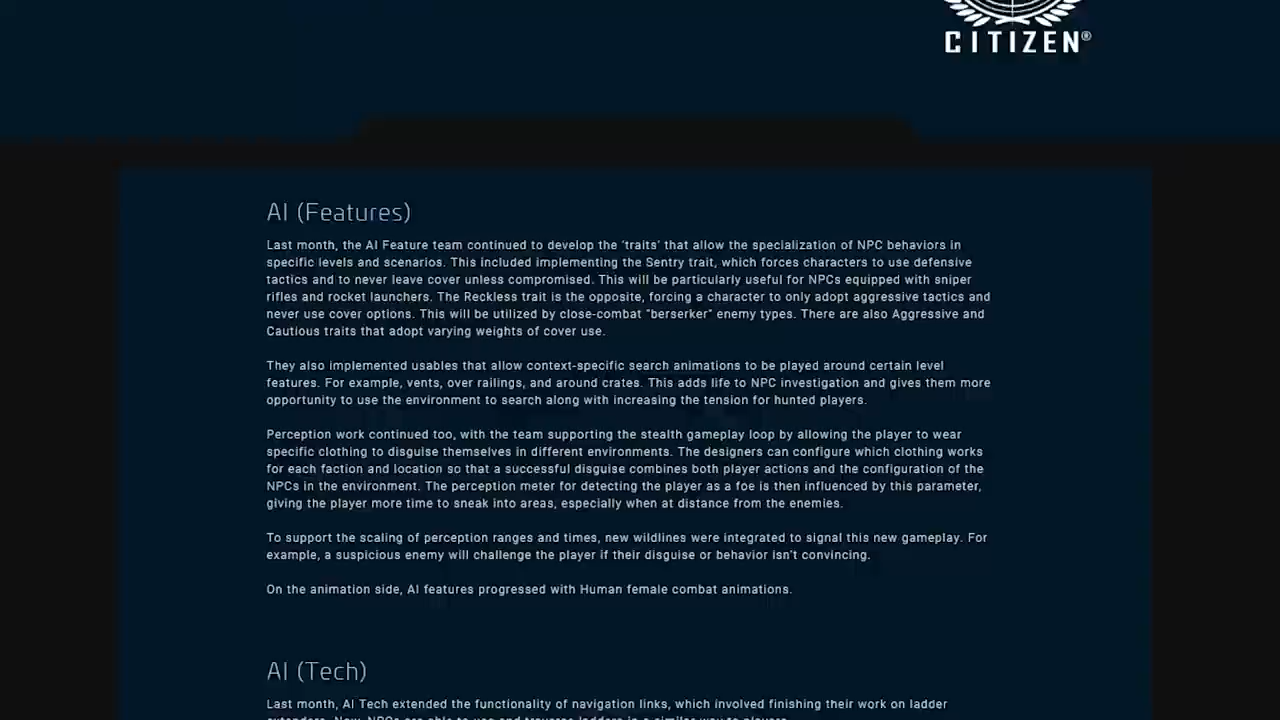 CITIZEN®
AI (Features)
Last month, the AI Feature team continued to develop the 'traits' that allow the specialization of NPC behaviors in
specific levels and scenarios. This included implementing the Sentry trait, which forces characters to use defensive
tactics and to never leave cover unless compromised. This will be particularly useful for NPCs equipped with sniper
rifles and rocket launchers. The Reckless trait is the opposite, forcing a character to only adopt aggressive tactics and
never use cover options. This will be utilized by close-combat "berserker" enemy types. There are also Aggressive and
Cautious traits that adopt varying weights of cover use.
They also implemented usables that allow context-specific search animations to be played around certain level
features. For example, vents, over railings, and around crates. This adds life to NPC investigation and gives them more
opportunity to use the environment to search along with increasing the tension for hunted players.
Perception work continued too, with the team supporting the stealth gameplay loop by allowing the player to wear
specific clothing to disguise themselves in different environments. The designers can configure which clothing works
for each faction and location so that a successful disguise combines both player actions and the configuration of the
NPCs in the environment. The perception meter for detecting the player as a foe is then influenced by this parameter,
giving the player more time to sneak into areas, especially when at distance from the enemies.
To support the scaling of perception ranges and times, new wildlines were integrated to signal this new gameplay. For
example, a suspicious enemy will challenge the player if their disguise or behavior isn't convincing.
On the animation side, AI features progressed with Human female combat animations.
AI (Tech)
Last month, AI Tech extended the functionality of navigation links, which involved finishing their work on ladder
extenders. Now, NPCs are able to use and traverse ladders in a similar way to players.